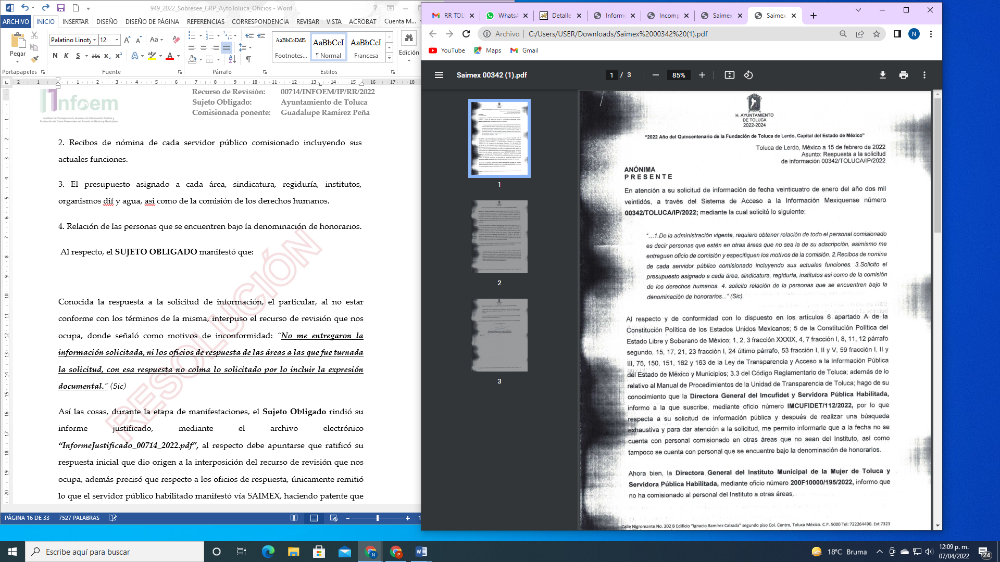 949_2022_Sobresee_GRP_AytoToluca_Oficios - Word
ARCHIVO INICIO INSERTAR DISEÑO DISEÑO DE PÁGINA REFERENCIAS CORRESPONDENCIA REVISAR VISTA ACROBAT Cuenta M...
Palatino Linoty 12
Pegar
Portapapeles Fuente Párrafo Estilos
AaBbCcDdE AaBbCcI AaBbCcI
Footnotes... ¶ Normal Francesa
Edición
Infoem
Instituto de Transparencia, Acceso a la Información Pública y
Protección de Datos Personales del Estado de México y Municipios
Recurso de Revisión: 00714/INFOEM/IP/RR/2022
Sujeto Obligado: Ayuntamiento de Toluca
Comisionada ponente: Guadalupe Ramírez Peña
2. Recibos de nómina de cada servidor público comisionado incluyendo sus
actuales funciones.
3. El presupuesto asignado a cada área, sindicatura, regiduría, institutos,
organismos dif y agua, asi como de la comisión de los derechos humanos.
4. Relación de las personas que se encuentren bajo la denominación de honorarios.
Al respecto, el SUJETO OBLIGADO manifestó que:
Conocida la respuesta a la solicitud de información, el particular, al no estar
conforme con los términos de la misma, interpuso el recurso de revisión que nos
ocupa, donde señaló como motivos de inconformidad: "No me entregaron la
información solicitada, ni los oficios de respuesta de las áreas a las que fue turnada
la solicitud, con esa respuesta no colma lo solicitado por lo incluir la expresión
documental." (Sic)
Así las cosas, durante la etapa de manifestaciones, el Sujeto Obligado rindió su
informe justificado, mediante el archivo electrónico
"InformeJustificado_00714_2022.pdf", al respecto debe apuntarse que ratificó su
respuesta inicial que dio origen a la interposición del recurso de revisión que nos
ocupa, además precisó que respecto a los oficios de respuesta, únicamente remitió
lo que el servidor público habilitado manifestó vía SAIMEX, haciendo patente que
RESOLUCIÓN
PÁGINA 16 DE 33 7527 PALABRAS
RR TOL WhatsA Detalle Informe Incomp Saimex Saimex
Archivo C:/Users/USER/Downloads/Saimex%2000342%20(1).pdf
YouTube Maps Gmail
Saimex 00342 (1).pdf 1 / 3 85%
1
2
3
H. AYUNTAMIENTO
DE TOLUCA
2022-2024
"2022 Año del Quincentenario de la Fundación de Toluca de Lerdo, Capital del Estado de México"
Toluca de Lerdo, México a 15 de febrero de 2022
Asunto: Respuesta a la solicitud
de información 00342/TOLUCA/IP/2022
ANÓNIMA
P R E S E N T E
En atención a su solicitud de información de fecha veinticuatro de enero del año dos mil
veintidós, a través del Sistema de Acceso a la Información Mexiquense número
00342/TOLUCA/IP/2022; mediante la cual solicitó lo siguiente:
"...1.De la administración vigente, requiero obtener relación de todo el personal comisionado
es decir personas que estén en otras áreas que no sea la de su adscripción, asimismo me
entreguen oficio de comisión y especifiquen los motivos de la comisión. 2.Recibos de nomina
de cada servidor público comisionado incluyendo sus actuales funciones. 3.Solicito el
presupuesto asignado a cada área, sindicatura, regiduría, institutos asi como de la comisión
de los derechos humanos. 4. solicito relación de la personas que se encuentren bajo la
denominación de honorarios..." (Sic).
Al respecto y de conformidad con lo dispuesto en los artículos 6 apartado A de la
Constitución Política de los Estados Unidos Mexicanos; 5 de la Constitución Política del
Estado Libre y Soberano de México; 1, 2, 3 fracción XXXIX, 4, 7 fracción I, 8, 11, 12 párrafo
segundo, 15, 17, 21, 23 fracción I, 24 último párrafo, 53 fracción I, II y V, 59 fracción I, II y
III, 75, 150, 151, 162 y 163 de la Ley de Transparencia y Acceso a la Información Pública
del Estado de México y Municipios; 3.3 del Código Reglamentario de Toluca; además de lo
relativo al Manual de Procedimientos de la Unidad de Transparencia de Toluca; hago de su
conocimiento que la Directora General del Imcufidet y Servidora Pública Habilitada,
informo a la que suscribe, mediante oficio número IMCUFIDET/112/2022, por lo que
respecta a su solicitud de información pública y después de realizar una búsqueda
exhaustiva y para dar atención a la solicitud, me permito informarle que a la fecha no se
cuenta con personal comisionado en otras áreas que no sean del Instituto, así como
tampoco se cuenta con personal que se encuentre bajo la denominación de honorarios.
Ahora bien, la Directora General del Instituto Municipal de la Mujer de Toluca y
Servidora Pública Habilitada, mediante oficio número 200F10000/195/2022, informo que
no ha comisionado al personal del Instituto a otras áreas.
Calle Nigromante No. 202 B Edificio "Ignacio Ramírez Calzada" segundo piso Col. Centro, Toluca México. C.P. 5000 Tel: 722264490. Ext 7323
Escribe aquí para buscar
18°C Bruma
12:09 p. m.
07/04/2022
24